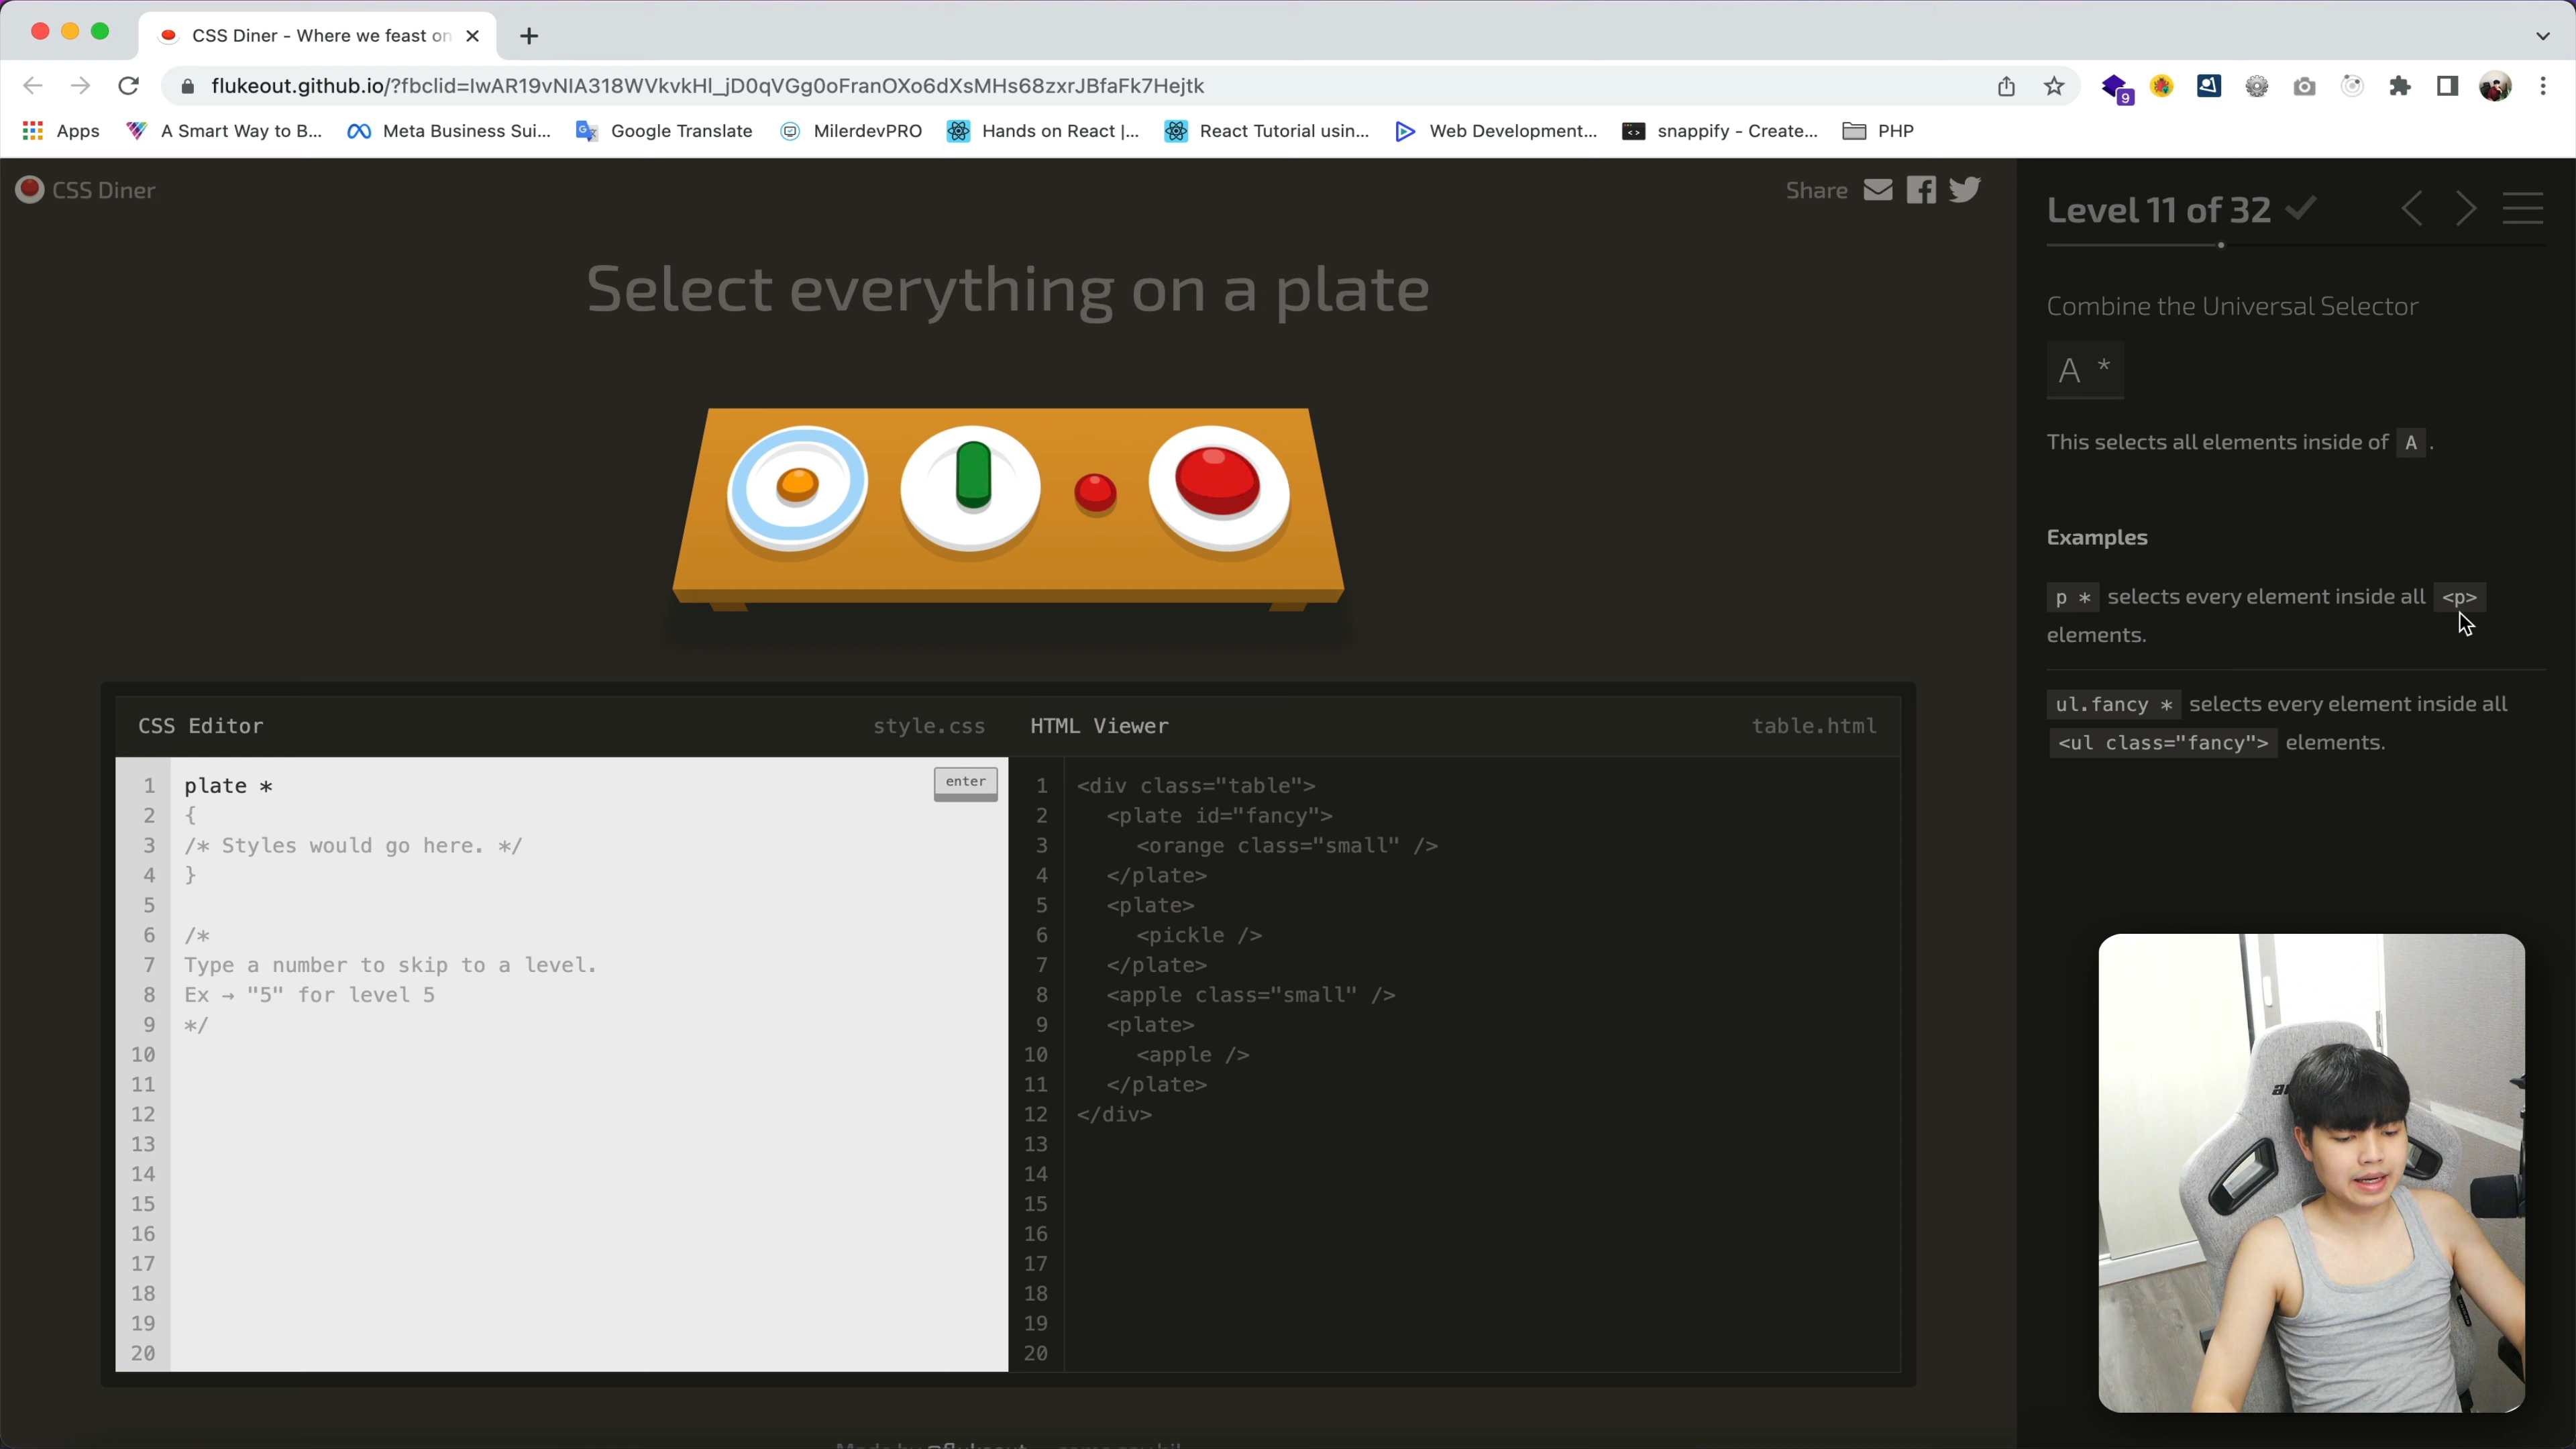 CSS Diner - Where we feast on
flukeout.github.io/?fbclid=IwAR19vNIA318WVkvkHl_jD0qVGg0oFranOXo6dXsMHs68zxrJBfaFk7Hejtk
9
Apps
A Smart Way to B...
Meta Business Sui...
Google Translate
MilerdevPRO
Hands on React |...
React Tutorial usin...
Web Development...
snappify - Create...
PHP
CSS Diner
Share
Select everything on a plate
CSS Editor
style.css
1 plate *
enter
2 {
3 /* Styles would go here. */
4 }
5
6 /*
7 Type a number to skip to a level.
8 Ex → "5" for level 5
9 */
10
11
12
13
14
15
16
17
18
19
20
HTML Viewer
table.html
1 <div class="table">
2 <plate id="fancy">
3 <orange class="small" />
4 </plate>
5 <plate>
6 <pickle />
7 </plate>
8 <apple class="small" />
9 <plate>
10 <apple />
11 </plate>
12 </div>
13
14
15
16
17
18
19
20
Level 11 of 32
Combine the Universal Selector
A *
This selects all elements inside of A .
Examples
p * selects every element inside all <p>
elements.
ul.fancy * selects every element inside all
<ul class="fancy"> elements.